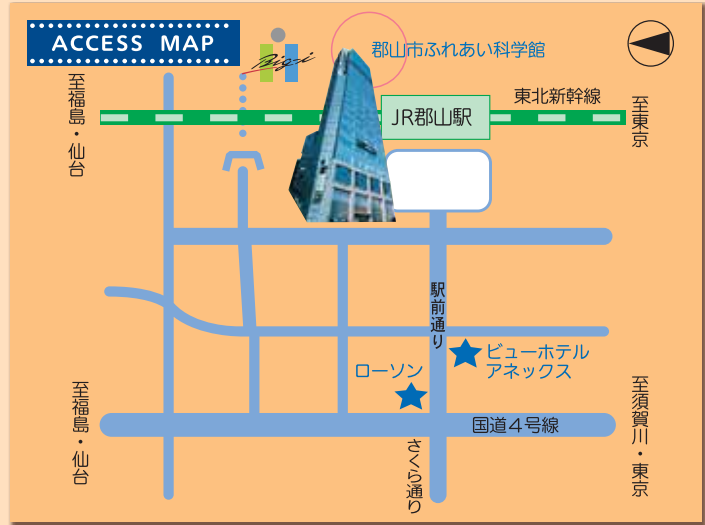 ACCESS MAP
郡山市ふれあい科学館
至福島・仙台
東北新幹線
JR郡山駅
至東京
駅前通り
ビューホテル
アネックス
ローソン
至福島・仙台
国道4号線
至須賀川・東京
さくら通り